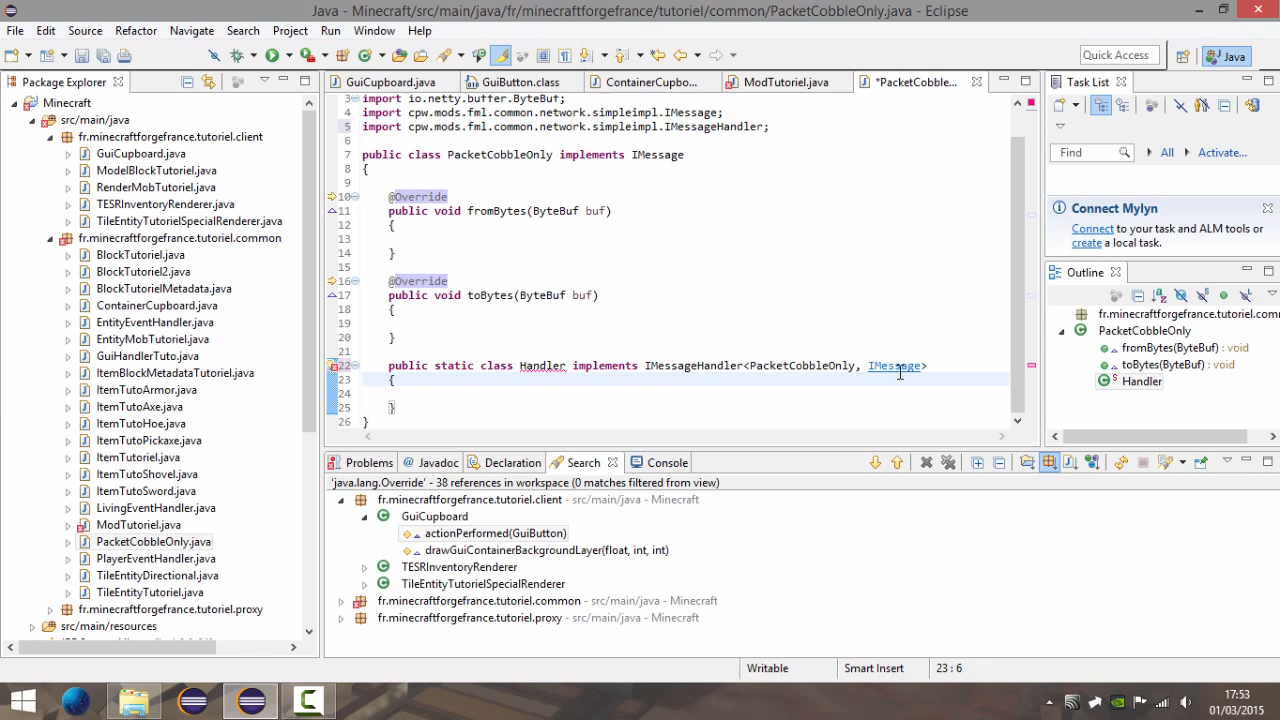 Java - Minecraft/src/main/java/fr/minecraftforgefrance/tutoriel/common/PacketCobbleOnly.java - Eclipse
File Edit Source Refactor Navigate Search Project Run Window Help
Quick Access Java
Package Explorer
Minecraft
src/main/java
fr.minecraftforgefrance.tutoriel.client
GuiCupboard.java
ModelBlockTutoriel.java
RenderMobTutoriel.java
TESRInventoryRenderer.java
TileEntityTutorielSpecialRenderer.java
fr.minecraftforgefrance.tutoriel.common
BlockTutoriel.java
BlockTutoriel2.java
BlockTutorielMetadata.java
ContainerCupboard.java
EntityEventHandler.java
EntityMobTutoriel.java
GuiHandlerTuto.java
ItemBlockMetadataTutoriel.java
ItemTutoArmor.java
ItemTutoAxe.java
ItemTutoHoe.java
ItemTutoPickaxe.java
ItemTutoriel.java
ItemTutoShovel.java
ItemTutoSword.java
LivingEventHandler.java
ModTutoriel.java
PacketCobbleOnly.java
PlayerEventHandler.java
TileEntityDirectional.java
TileEntityTutoriel.java
fr.minecraftforgefrance.tutoriel.proxy
src/main/resources
GuiCupboard.java GuiButton.class ContainerCupbo... ModTutoriel.java *PacketCobble...
3 import io.netty.buffer.ByteBuf;
4 import cpw.mods.fml.common.network.simpleimpl.IMessage;
5 import cpw.mods.fml.common.network.simpleimpl.IMessageHandler;
6
7 public class PacketCobbleOnly implements IMessage
8 {
9
10 @Override
11 public void fromBytes(ByteBuf buf)
12 {
13
14 }
15
16 @Override
17 public void toBytes(ByteBuf buf)
18 {
19
20 }
21
22 public static class Handler implements IMessageHandler<PacketCobbleOnly, IMessage>
23 {
24
25 }
26 }
Task List
Find All Activate...
Connect Mylyn
Connect to your task and ALM tools or
create a local task.
Outline
fr.minecraftforgefrance.tutoriel.com
PacketCobbleOnly
fromBytes(ByteBuf) : void
toBytes(ByteBuf) : void
Handler
Problems Javadoc Declaration Search Console
'java.lang.Override' - 38 references in workspace (0 matches filtered from view)
fr.minecraftforgefrance.tutoriel.client - src/main/java - Minecraft
GuiCupboard
actionPerformed(GuiButton)
drawGuiContainerBackgroundLayer(float, int, int)
TESRInventoryRenderer
TileEntityTutorielSpecialRenderer
fr.minecraftforgefrance.tutoriel.common - src/main/java - Minecraft
fr.minecraftforgefrance.tutoriel.proxy - src/main/java - Minecraft
Writable Smart Insert 23 : 6
17:53
01/03/2015